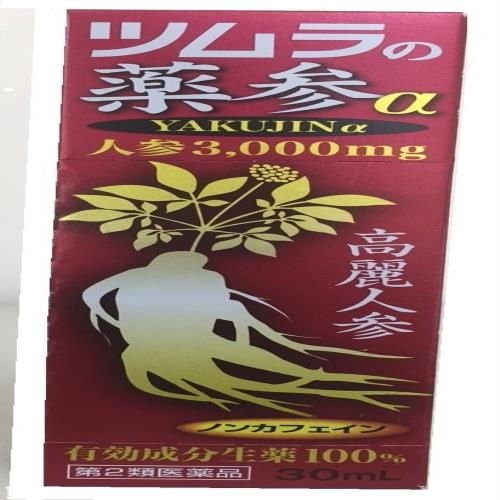 ツムラの
薬参α
YAKUJINα
人参3,000mg
高麗人参
ノンカフェイン
有効成分生薬100%
第2類医薬品 30mL